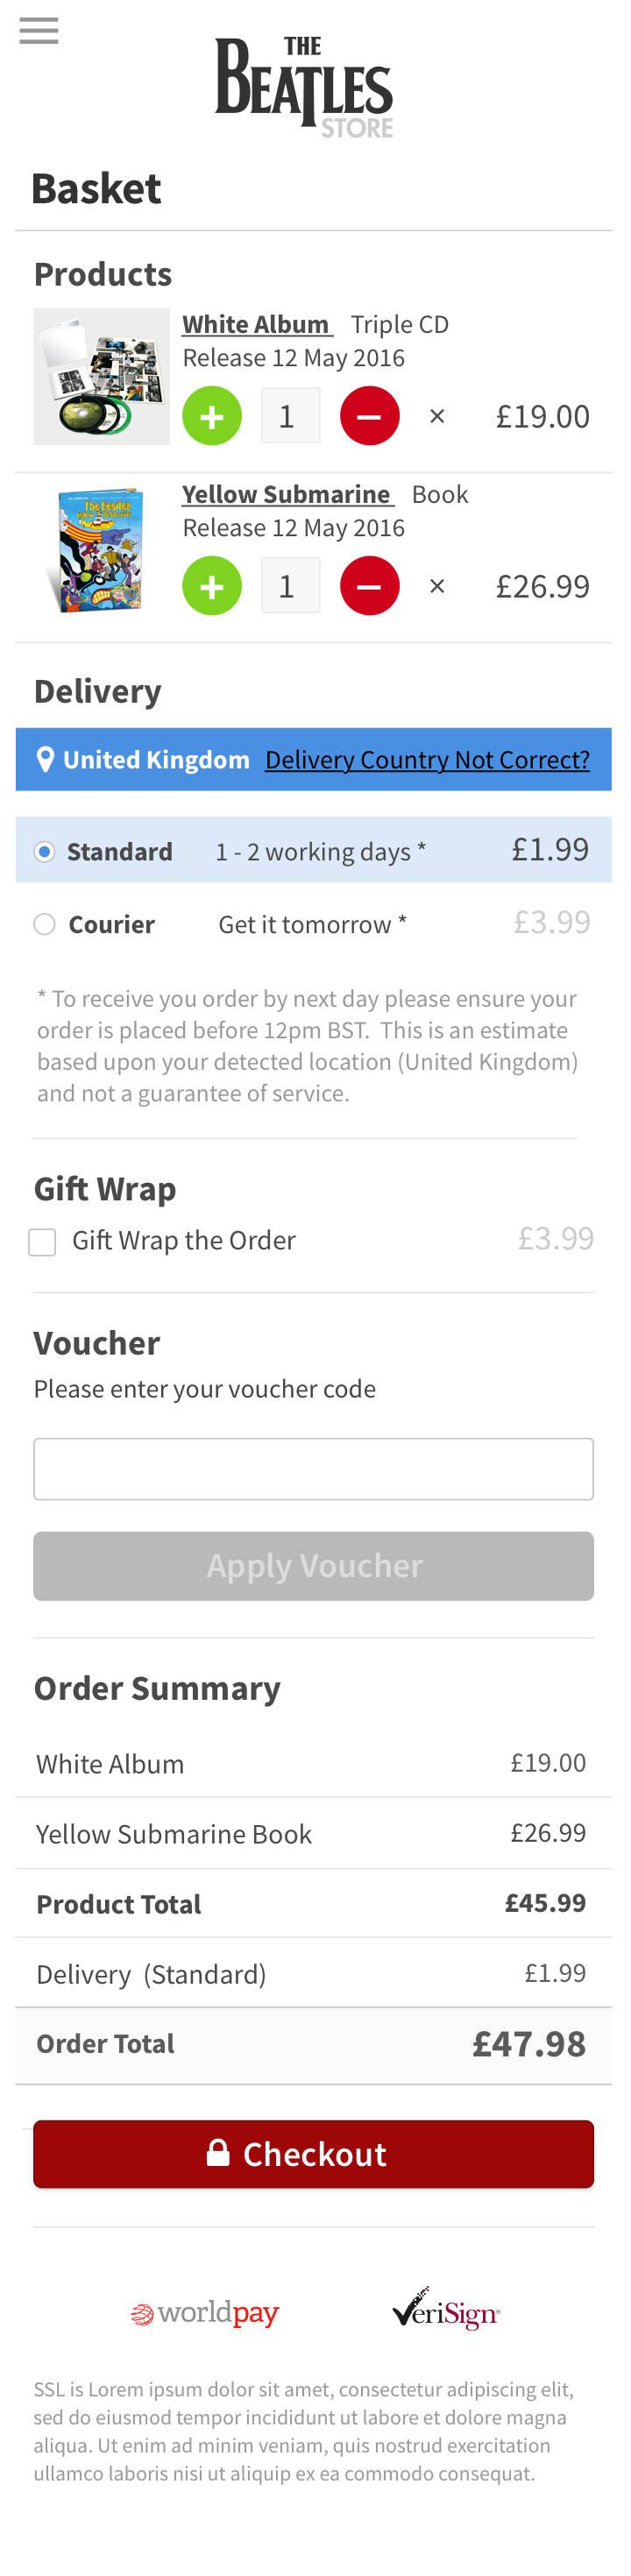 THE
BEATLES
STORE
Basket
Products
White Album Triple CD
Release 12 May 2016
+ 1 − × £19.00
Yellow Submarine Book
Release 12 May 2016
+ 1 − × £26.99
Delivery
United Kingdom Delivery Country Not Correct?
Standard 1 - 2 working days * £1.99
Courier Get it tomorrow * £3.99
* To receive you order by next day please ensure your
order is placed before 12pm BST. This is an estimate
based upon your detected location (United Kingdom)
and not a guarantee of service.
Gift Wrap
Gift Wrap the Order £3.99
Voucher
Please enter your voucher code
Apply Voucher
Order Summary
White Album £19.00
Yellow Submarine Book £26.99
Product Total £45.99
Delivery (Standard) £1.99
Order Total £47.98
Checkout
worldpay VeriSign
SSL is Lorem ipsum dolor sit amet, consectetur adipiscing elit,
sed do eiusmod tempor incididunt ut labore et dolore magna
aliqua. Ut enim ad minim veniam, quis nostrud exercitation
ullamco laboris nisi ut aliquip ex ea commodo consequat.